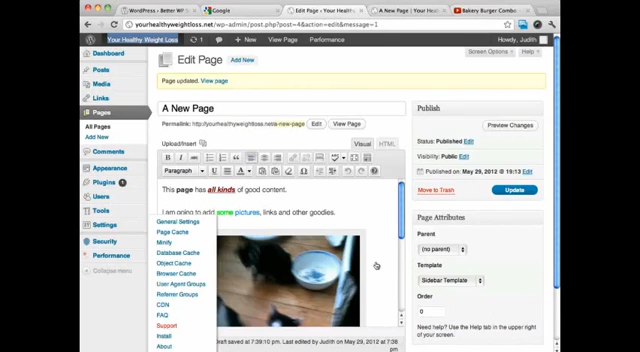 WordPress › Better WP
Google
Edit Page ‹ Your Healthy
A New Page | Your Health
Bakery Burger Combo
yourhealthyweightloss.net/wp-admin/post.php?post=4&action=edit&message=1
Your Healthy Weight Loss
1
New
View Page
Performance
Howdy, Judith
Screen Options
Help
Dashboard
Posts
Media
Links
Pages
All Pages
Add New
Comments
Appearance
Plugins 1
Users
Tools
Settings
Security
Performance
Collapse menu
Edit Page
Add New
Page updated. View page
A New Page
Permalink: http://yourhealthyweightloss.net/a-new-page
Edit
View Page
Upload/Insert
Visual
HTML
Paragraph
This page has all kinds of good content.
I am going to add some pictures, links and other goodies.
General Settings
Page Cache
Minify
Database Cache
Object Cache
Browser Cache
User Agent Groups
Referrer Groups
CDN
FAQ
Support
Install
About
Draft saved at 7:39:10 pm. Last edited by Judith on May 29, 2012 at 7:38
pm
Publish
Preview Changes
Status: Published Edit
Visibility: Public Edit
Published on: May 29, 2012 @ 19:13 Edit
Move to Trash
Update
Page Attributes
Parent
(no parent)
Template
Sidebar Template
Order
0
Need help? Use the Help tab in the upper
right of your screen.